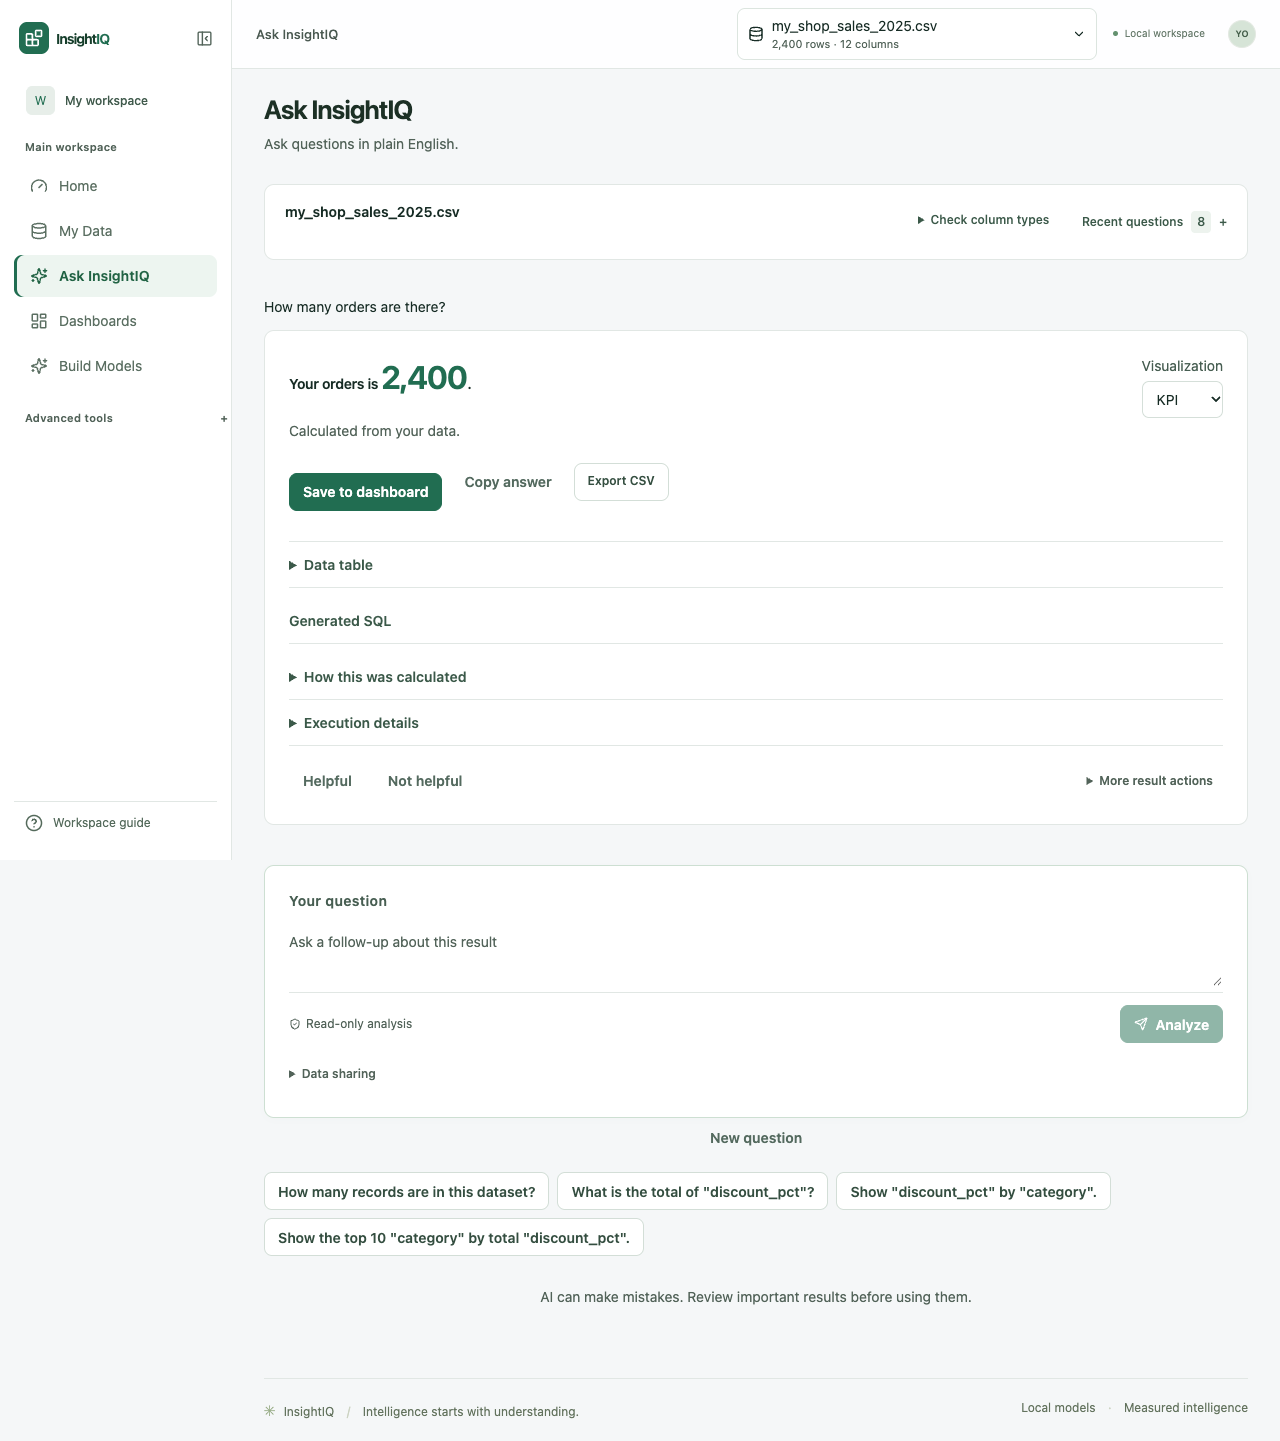 InsightIQ
Ask InsightIQ
my_shop_sales_2025.csv
2,400 rows · 12 columns
Local workspace
YO
W
My workspace
Main workspace
Home
My Data
Ask InsightIQ
Dashboards
Build Models
Advanced tools +
Workspace guide
Ask InsightIQ
Ask questions in plain English.
my_shop_sales_2025.csv
Check column types
Recent questions 8 +
How many orders are there?
Your orders is 2,400.
Visualization
KPI
Calculated from your data.
Save to dashboard
Copy answer
Export CSV
Data table
Generated SQL
How this was calculated
Execution details
Helpful
Not helpful
More result actions
Your question
Ask a follow-up about this result
Read-only analysis
Analyze
Data sharing
New question
How many records are in this dataset?
What is the total of "discount_pct"?
Show "discount_pct" by "category".
Show the top 10 "category" by total "discount_pct".
AI can make mistakes. Review important results before using them.
InsightIQ / Intelligence starts with understanding.
Local models · Measured intelligence